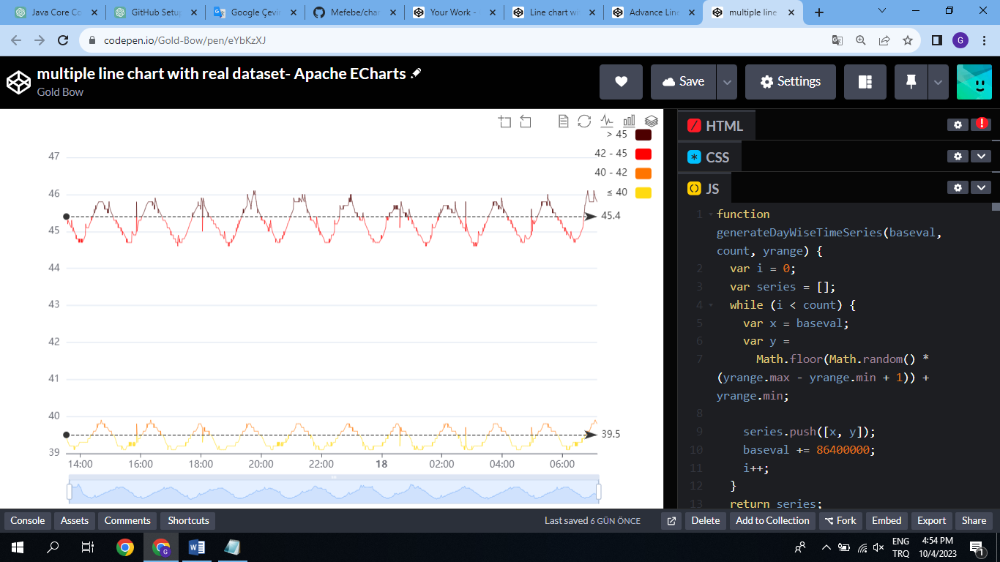 Java Core Co
GitHub Setup
Google Çevir
Mefebe/char
Your Work -
Line chart wi
Advance Line
multiple line
codepen.io/Gold-Bow/pen/eYbKzXJ
G
multiple line chart with real dataset- Apache ECharts
Gold Bow
Save
Settings
> 45
42 - 45
40 - 42
≤ 40
47
46
45
44
43
42
41
40
39
45.4
39.5
14:00
16:00
18:00
20:00
22:00
18
02:00
04:00
06:00
HTML
CSS
JS
1 function
generateDayWiseTimeSeries(baseval,
count, yrange) {
2 var i = 0;
3 var series = [];
4 while (i < count) {
5 var x = baseval;
6 var y =
7 Math.floor(Math.random() *
(yrange.max - yrange.min + 1)) +
yrange.min;
8
9 series.push([x, y]);
10 baseval += 86400000;
11 i++;
12 }
13 return series;
Console
Assets
Comments
Shortcuts
Last saved 6 GÜN ÖNCE
Delete
Add to Collection
Fork
Embed
Export
Share
ENG
TRQ
4:54 PM
10/4/2023
1